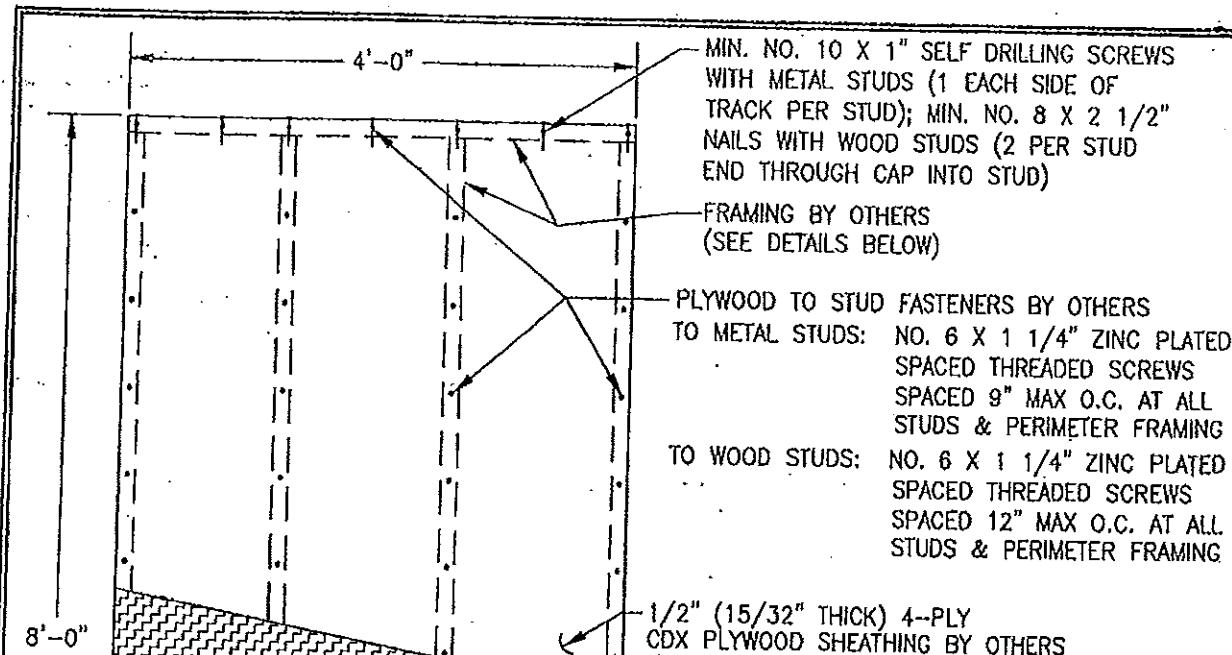 4'-0"
MIN. NO. 10 X 1" SELF DRILLING SCREWS
WITH METAL STUDS (1 EACH SIDE OF
TRACK PER STUD); MIN. NO. 8 X 2 1/2"
NAILS WITH WOOD STUDS (2 PER STUD
END THROUGH CAP INTO STUD)
FRAMING BY OTHERS
(SEE DETAILS BELOW)
PLYWOOD TO STUD FASTENERS BY OTHERS
TO METAL STUDS: NO. 6 X 1 1/4" ZINC PLATED
SPACED THREADED SCREWS
SPACED 9" MAX O.C. AT ALL
STUDS & PERIMETER FRAMING
TO WOOD STUDS: NO. 6 X 1 1/4" ZINC PLATED
SPACED THREADED SCREWS
SPACED 12" MAX O.C. AT ALL
STUDS & PERIMETER FRAMING
8'-0"
1/2" (15/32" THICK) 4-PLY
CDX PLYWOOD SHEATHING BY OTHERS